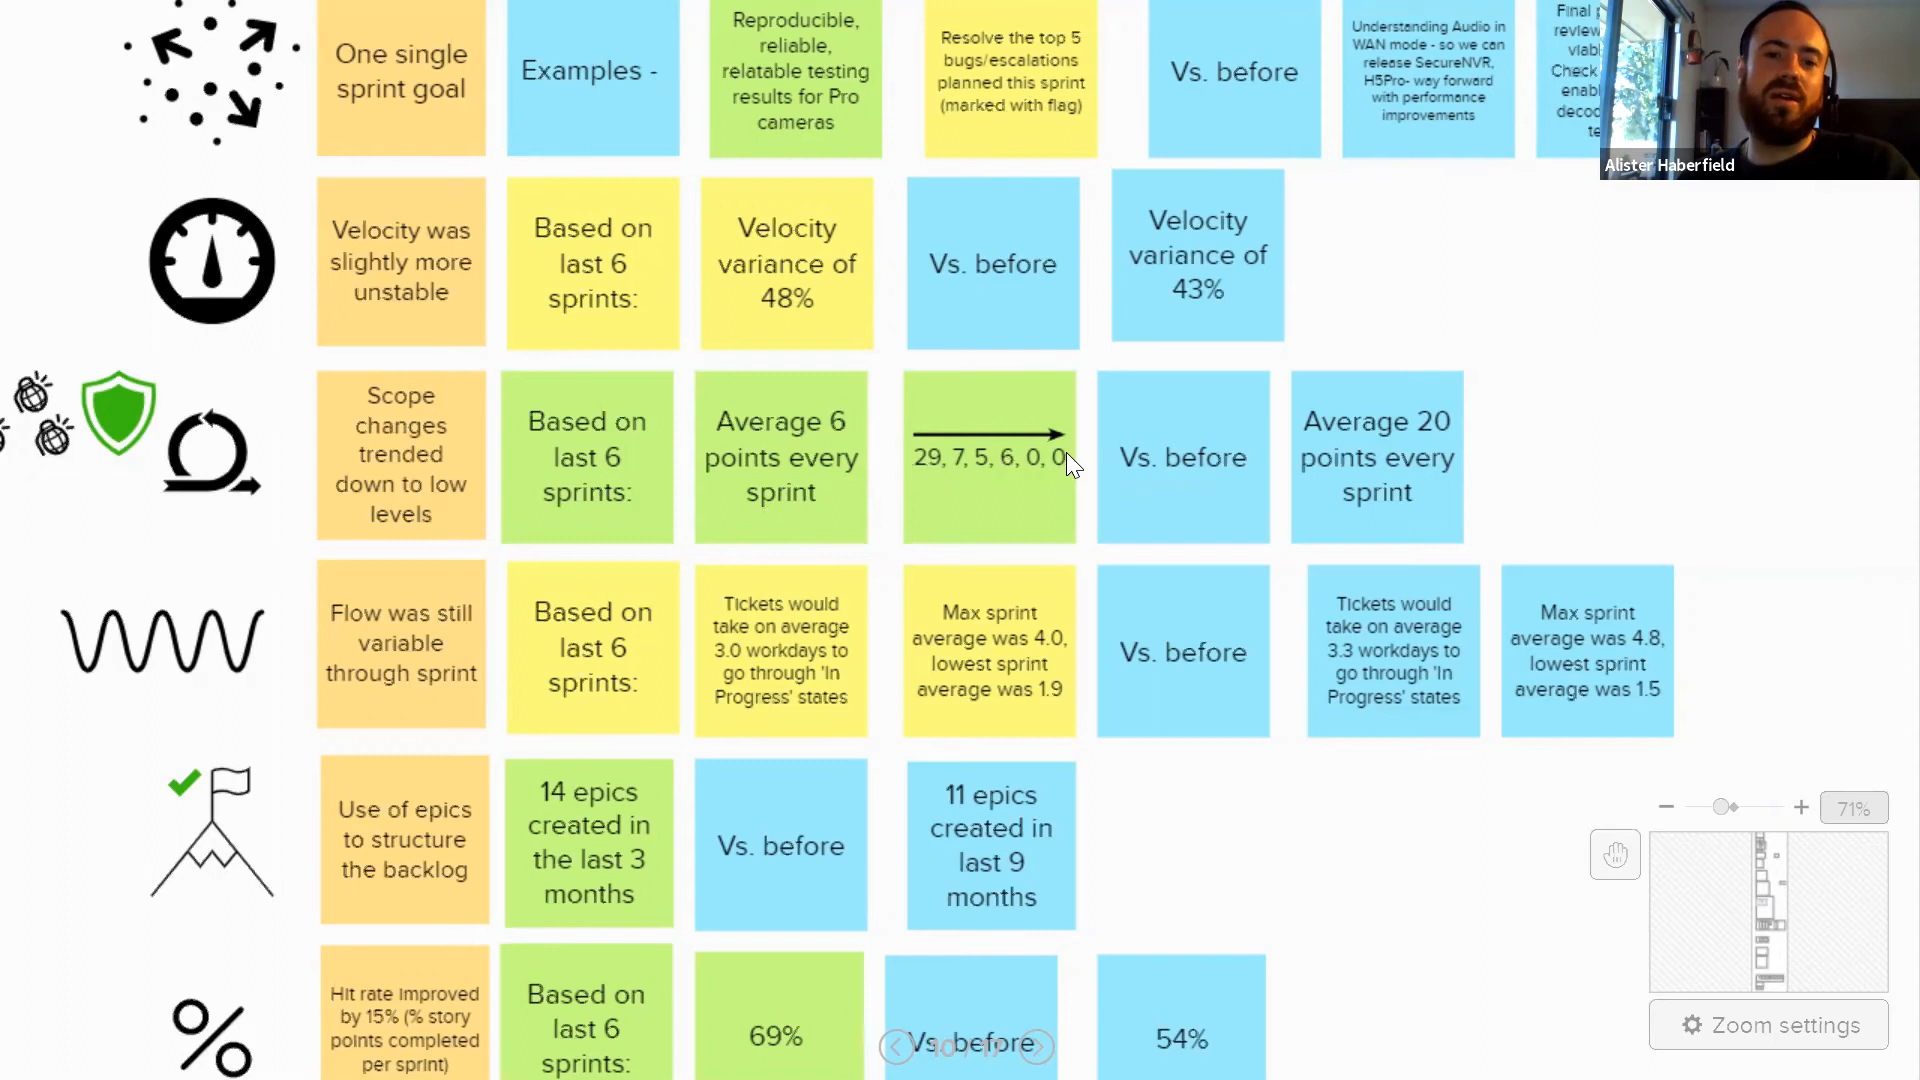 One single
sprint goal
Examples -
Reproducible,
reliable,
relatable testing
results for Pro
cameras
Resolve the top 5
bugs/escalations
planned this sprint
(marked with flag)
Vs. before
Understanding Audio in
WAN mode - so we can
release SecureNVR,
H5Pro- way forward
with performance
improvements
Final
review
viab
Check
enab
deco
te
Alister Haberfield
Velocity was
slightly more
unstable
Based on
last 6
sprints:
Velocity
variance of
48%
Vs. before
Velocity
variance of
43%
Scope
changes
trended
down to low
levels
Based on
last 6
sprints:
Average 6
points every
sprint
29, 7, 5, 6, 0, 0
Vs. before
Average 20
points every
sprint
Flow was still
variable
through sprint
Based on
last 6
sprints:
Tickets would
take on average
3.0 workdays to
go through 'In
Progress' states
Max sprint
average was 4.0,
lowest sprint
average was 1.9
Vs. before
Tickets would
take on average
3.3 workdays to
go through 'In
Progress' states
Max sprint
average was 4.8,
lowest sprint
average was 1.5
Use of epics
to structure
the backlog
14 epics
created in
the last 3
months
Vs. before
11 epics
created in
last 9
months
71%
Zoom settings
%
Hit rate improved
by 15% (% story
points completed
per sprint)
Based on
last 6
sprints:
69%
Vs. before
10 / 17
54%